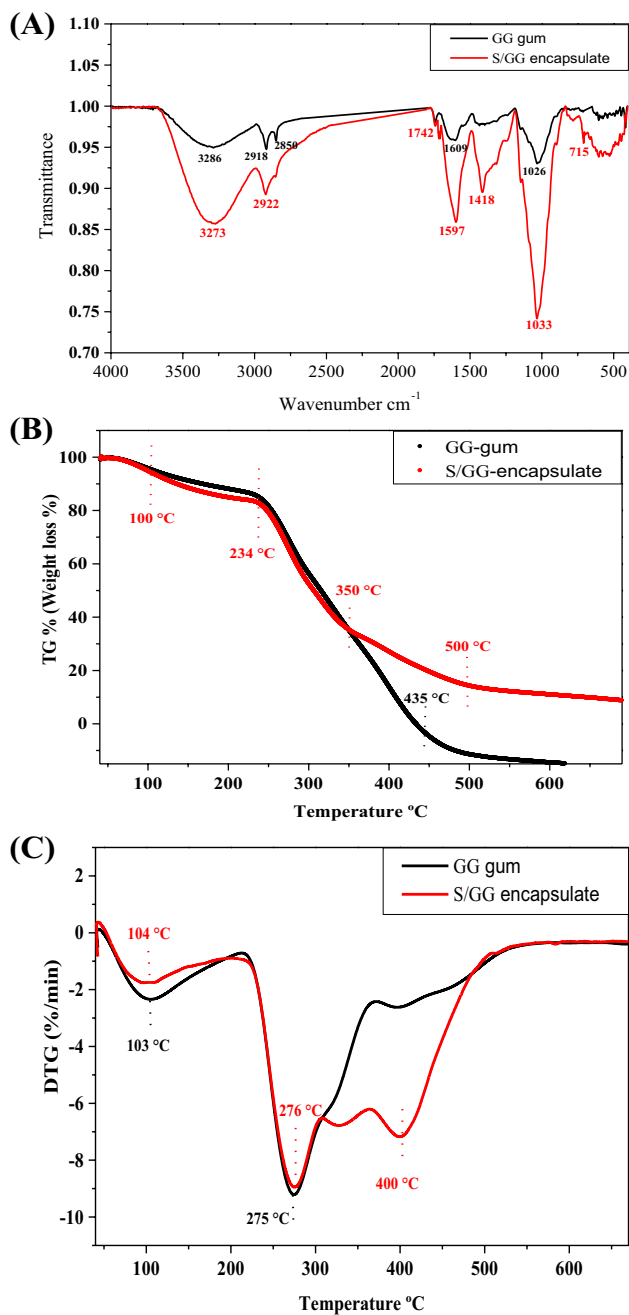 (A)
GG gum
S/GG encapsulate
1.10
1.05
1.00
0.95
0.90
0.85
0.80
0.75
0.70
Transmittance
3286
2918
2850
1742
1609
1026
715
3273
2922
1597
1418
1033
4000 3500 3000 2500 2000 1500 1000 500
Wavenumber cm-1
(B)
GG-gum
S/GG-encapsulate
100
80
60
40
20
0
TG % (Weight loss %)
100 °C
234 °C
350 °C
500 °C
435 °C
100 200 300 400 500 600
Temperature ºC
(C)
GG gum
S/GG encapsulate
2
0
-2
-4
-6
-8
-10
DTG (%/min)
104 °C
103 °C
276 °C
275 °C
400 °C
100 200 300 400 500 600
Temperature ºC